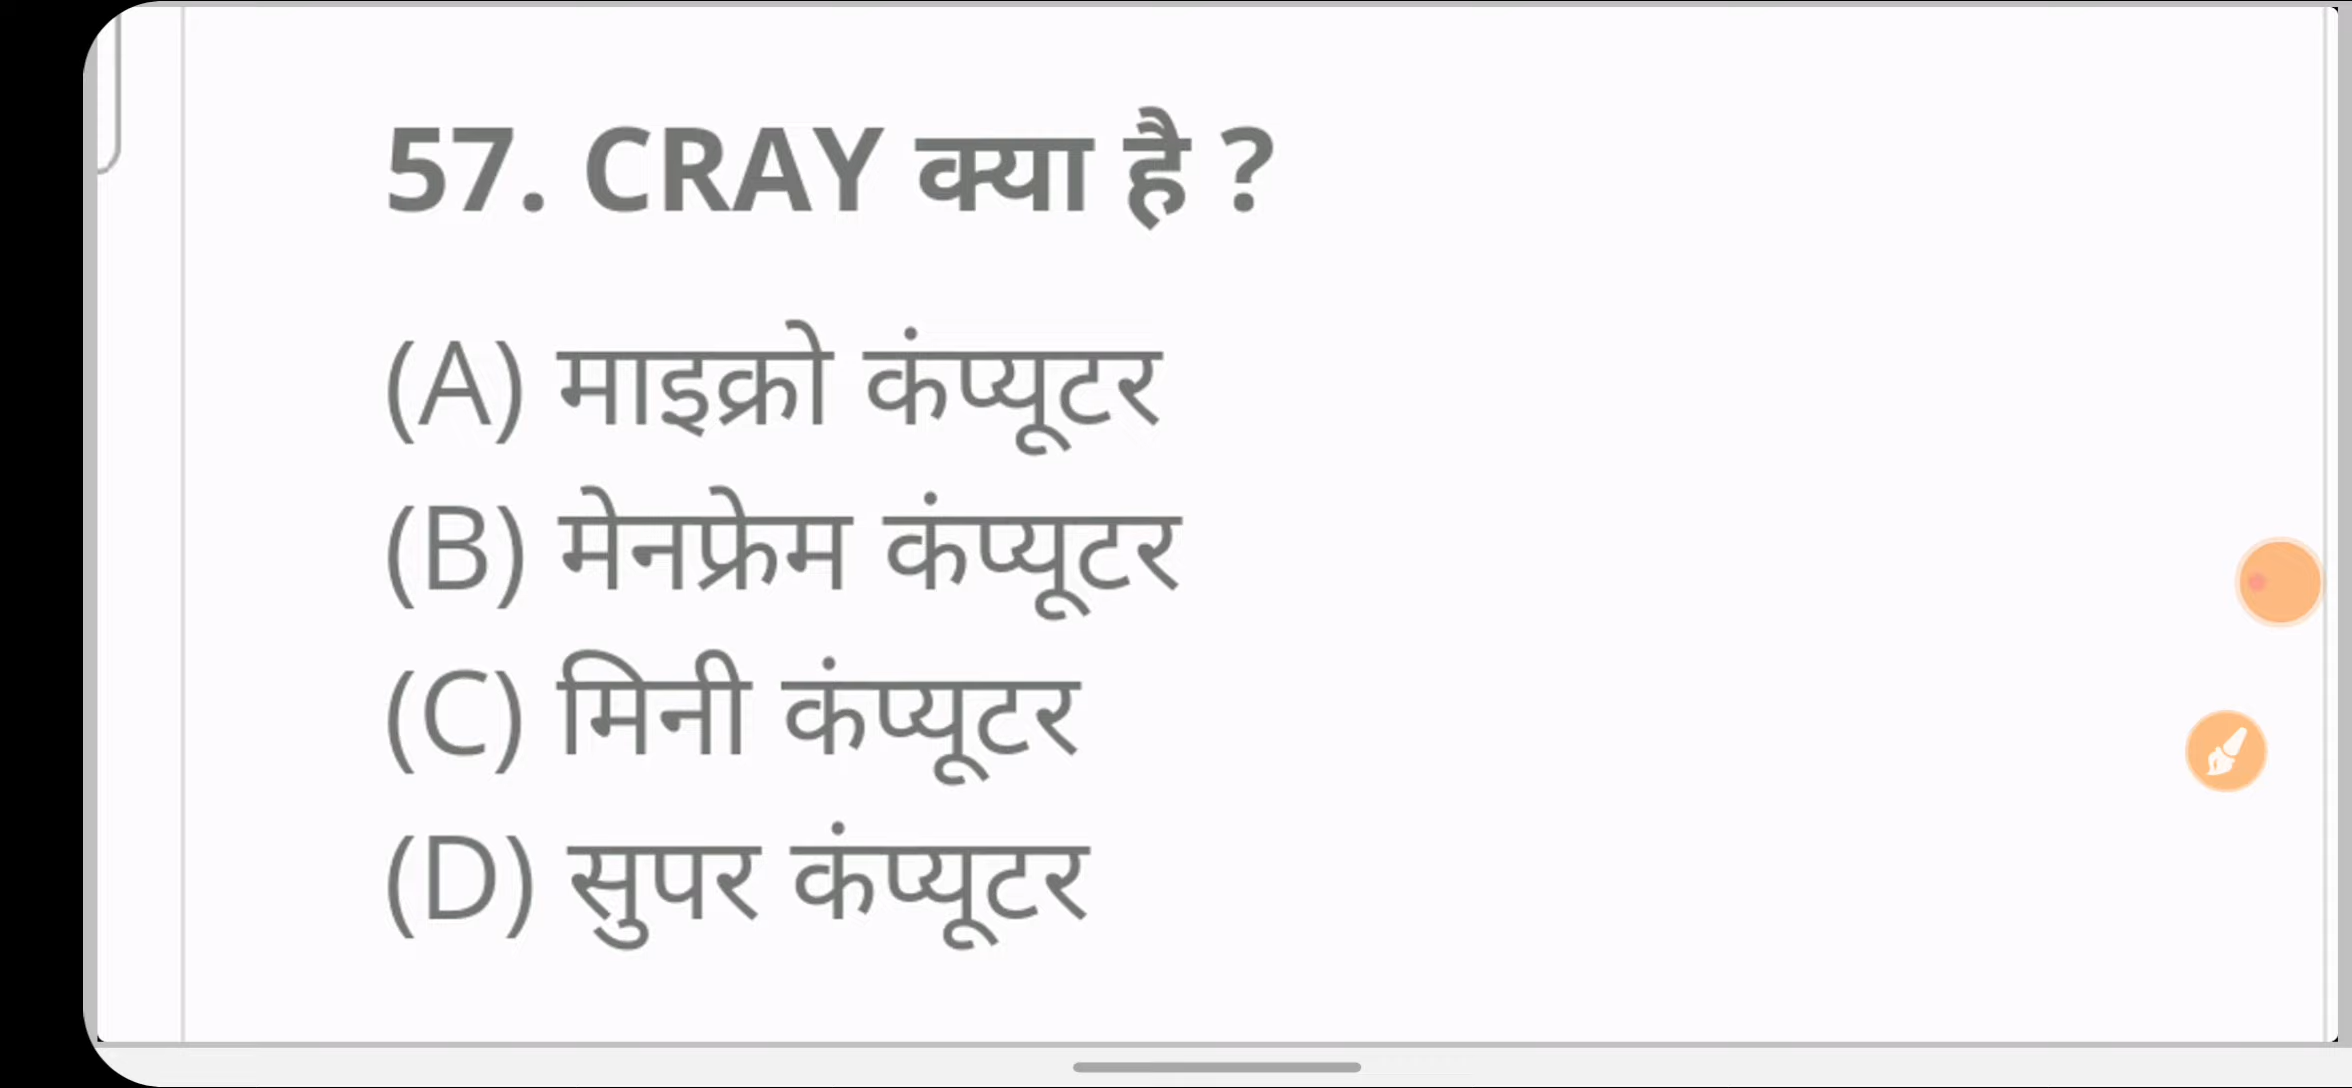 57. CRAY क्या है ?
(A) माइक्रो कंप्यूटर
(B) मेनफ्रेम कंप्यूटर
(C) मिनी कंप्यूटर
(D) सुपर कंप्यूटर